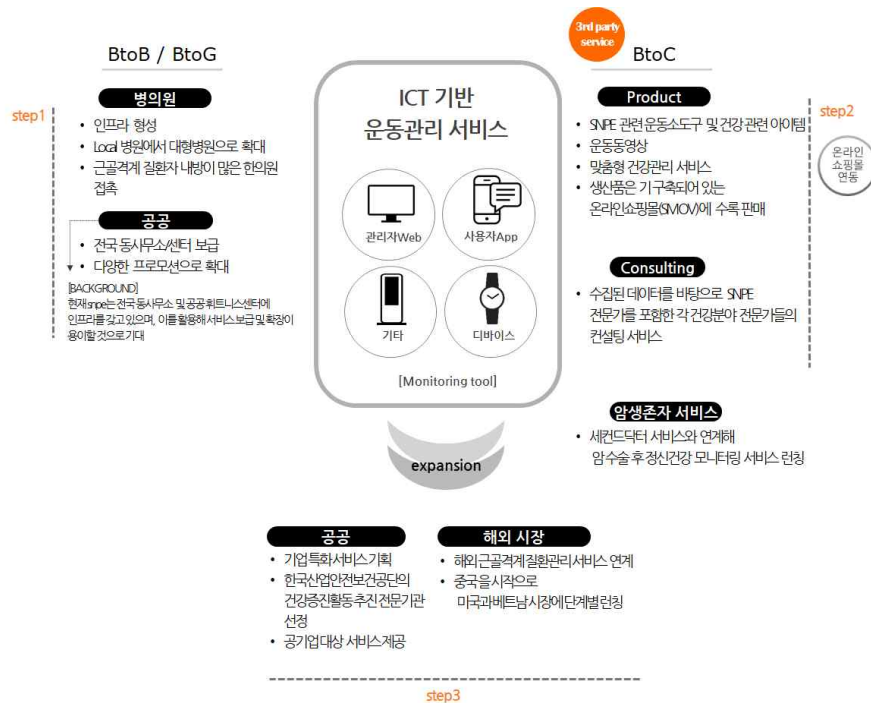 BtoB / BtoG
step1
병의원
• 인프라 형성
• Local 병원에서 대형병원으로 확대
• 근골격계 질환자 내방이 많은 한의원
접촉
공공
• 전국 동사무소/센터 보급
• 다양한 프로모션으로 확대
[BACKGROUND]
현재 snpe는 전국 동사무소 및 공공 휘트니스센터에
인프라를 갖고 있으며, 이를 활용해 서비스 보급 및 확장이
용이할 것으로 기대
ICT 기반
운동관리 서비스
관리자Web
사용자App
기타
디바이스
[Monitoring tool]
expansion
3rd party
service
BtoC
step2
온라인
쇼핑몰
연동
Product
• SNPE 관련 운동소도구 및 건강 관련 아이템
• 운동동영상
• 맞춤형 건강관리 서비스
• 생산품은 기 구축되어 있는
온라인쇼핑몰(SMOV)에 수록 판매
Consulting
• 수집된 데이터를 바탕으로 SNPE
전문가를 포함한 각 건강분야 전문가들의
컨설팅 서비스
암생존자 서비스
• 세컨드닥터 서비스와 연계해
암 수술 후 정신건강 모니터링 서비스 런칭
공공
• 기업 특화 서비스 기획
• 한국산업안전보건공단의
건강증진활동 추진 전문기관
선정
• 공기업 대상 서비스 제공
해외 시장
• 해외 근골격계 질환관리 서비스 연계
• 중국을 시작으로
미국과 베트남 시장에 단계별 런칭
step3